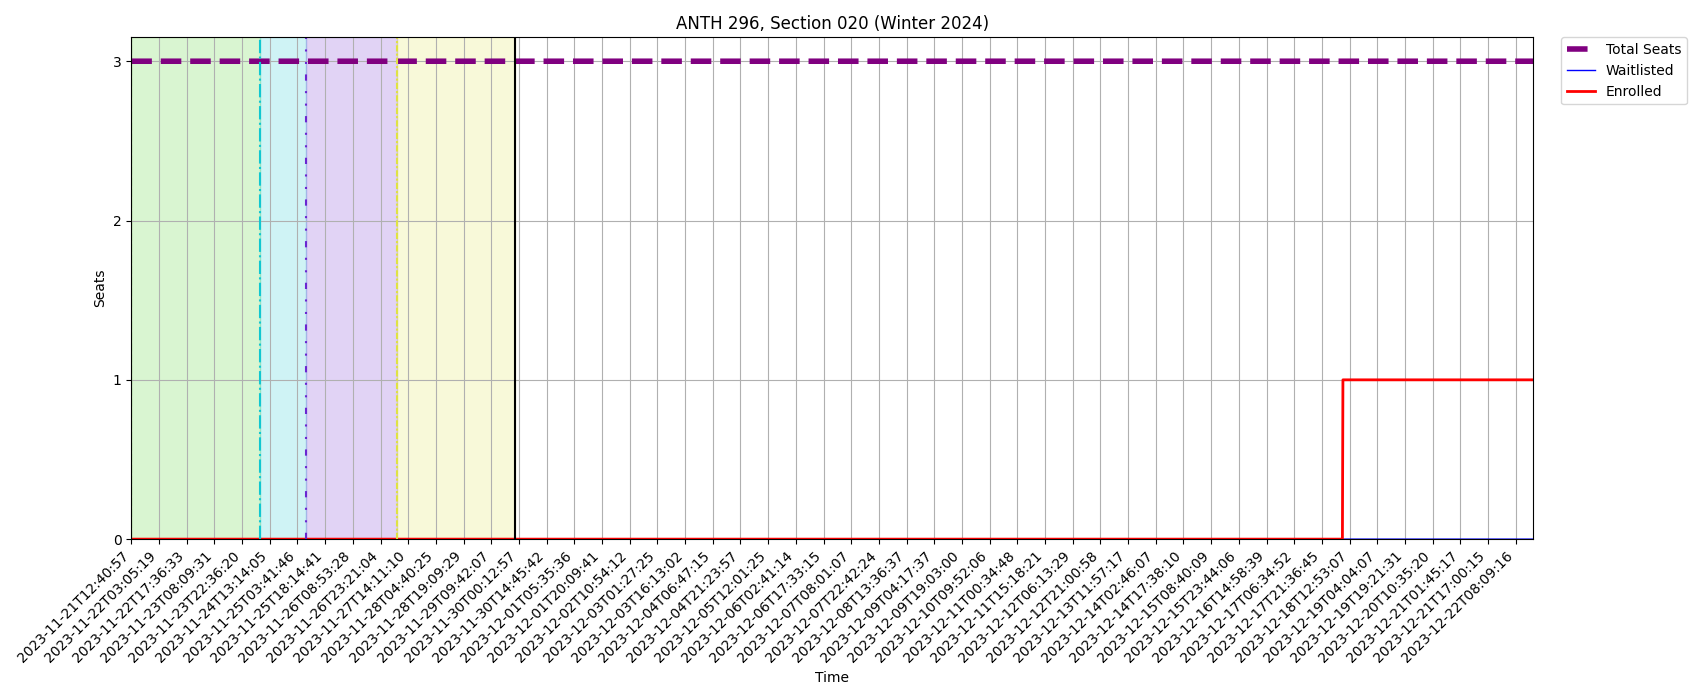 ANTH 296, Section 020 (Winter 2024)
Total Seats
Waitlisted
Enrolled
3
2
1
0
Seats
2023-11-21T12:40:57
2023-11-22T03:05:19
2023-11-22T17:36:33
2023-11-23T08:09:31
2023-11-23T22:36:20
2023-11-24T13:14:05
2023-11-25T03:41:46
2023-11-25T18:14:41
2023-11-26T08:53:28
2023-11-26T23:21:04
2023-11-27T14:11:10
2023-11-28T04:40:25
2023-11-28T19:09:29
2023-11-29T09:42:07
2023-11-30T00:12:57
2023-11-30T14:45:42
2023-12-01T05:35:36
2023-12-01T20:09:41
2023-12-02T10:54:12
2023-12-03T01:27:25
2023-12-03T16:13:02
2023-12-04T06:47:15
2023-12-04T21:23:57
2023-12-05T12:01:25
2023-12-06T02:41:14
2023-12-06T17:33:15
2023-12-07T08:01:07
2023-12-07T22:42:24
2023-12-08T13:36:37
2023-12-09T04:17:37
2023-12-09T19:03:00
2023-12-10T09:52:06
2023-12-11T00:34:48
2023-12-11T15:18:21
2023-12-12T06:13:29
2023-12-12T21:00:58
2023-12-13T11:57:17
2023-12-14T02:46:07
2023-12-14T17:38:10
2023-12-15T08:40:09
2023-12-15T23:44:06
2023-12-16T14:58:39
2023-12-17T06:34:52
2023-12-17T21:36:45
2023-12-18T12:53:07
2023-12-19T04:04:07
2023-12-19T19:21:31
2023-12-20T10:35:20
2023-12-21T01:45:17
2023-12-21T17:00:15
2023-12-22T08:09:16
Time